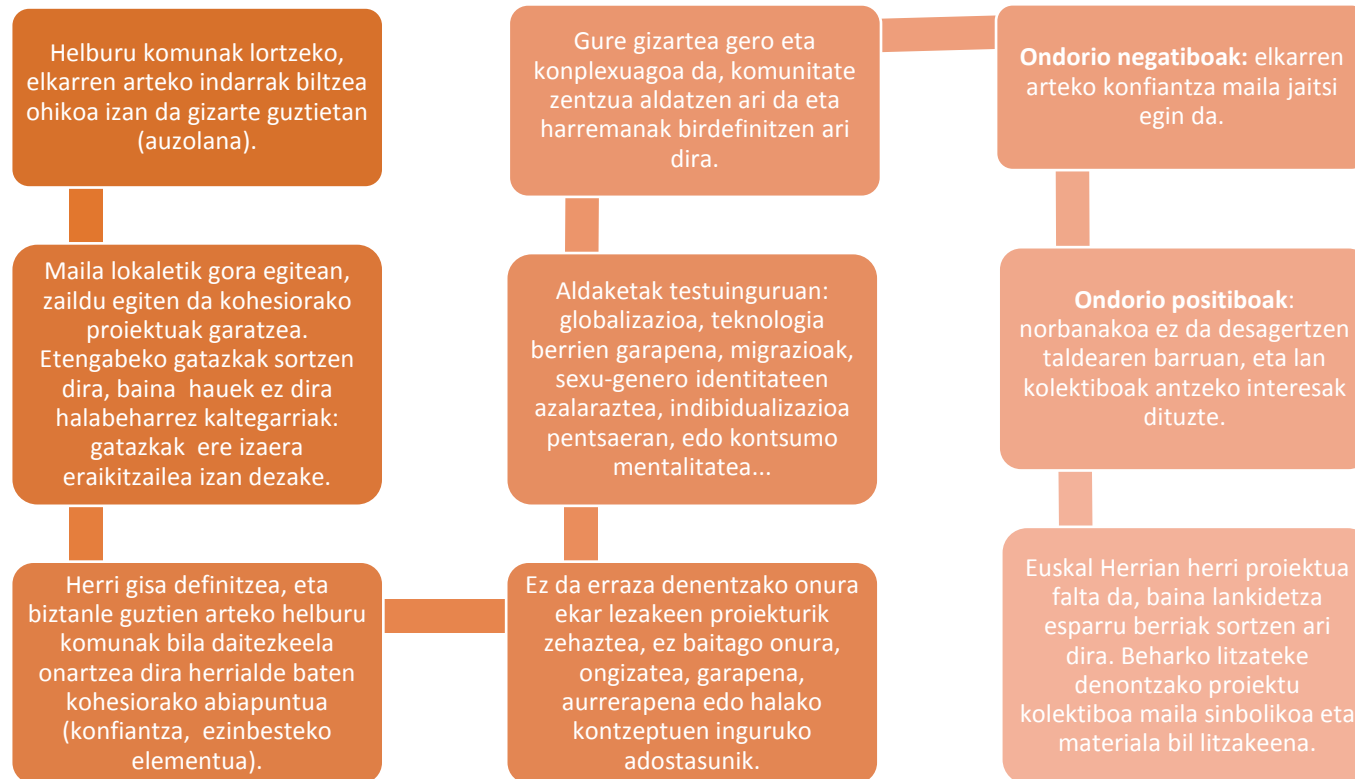 Helburu komunak lortzeko,
elkarren arteko indarrak biltzea
ohikoa izan da gizarte guztietan
(auzolana).
Maila lokaletik gora egitean,
zaildu egiten da kohesiorako
proiektuak garatzea.
Etengabeko gatazkak sortzen
dira, baina hauek ez dira
halabeharrez kaltegarriak:
gatazkak ere izaera
eraikitzailea izan dezake.
Herri gisa definitzea, eta
biztanle guztien arteko helburu
komunak bila daitezkeela
onartzea dira herrialde baten
kohesiorako abiapuntua
(konfiantza, ezinbesteko
elementua).
Ez da erraza denentzako onura
ekar lezakeen proiekturik
zehaztea, ez baitago onura,
ongizatea, garapena,
aurrerapena edo halako
kontzeptuen inguruko
adostasunik.
Aldaketak testuinguruan:
globalizazioa, teknologia
berrien garapena, migrazioak,
sexu-genero identitateen
azalaraztea, indibidualizazioa
pentsaeran, edo kontsumo
mentalitatea...
Gure gizartea gero eta
konplexuagoa da, komunitate
zentzua aldatzen ari da eta
harremanak birdefinitzen ari
dira.
Ondorio negatiboak: elkarren
arteko konfiantza maila jaitsi
egin da.
Ondorio positiboak:
norbanakoa ez da desagertzen
taldearen barruan, eta lan
kolektiboak antzeko interesak
dituzte.
Euskal Herrian herri proiektua
falta da, baina lankidetza
esparru berriak sortzen ari
dira. Beharko litzateke
denontzako proiektu
kolektiboa maila sinbolikoa eta
materiala bil litzakeena.